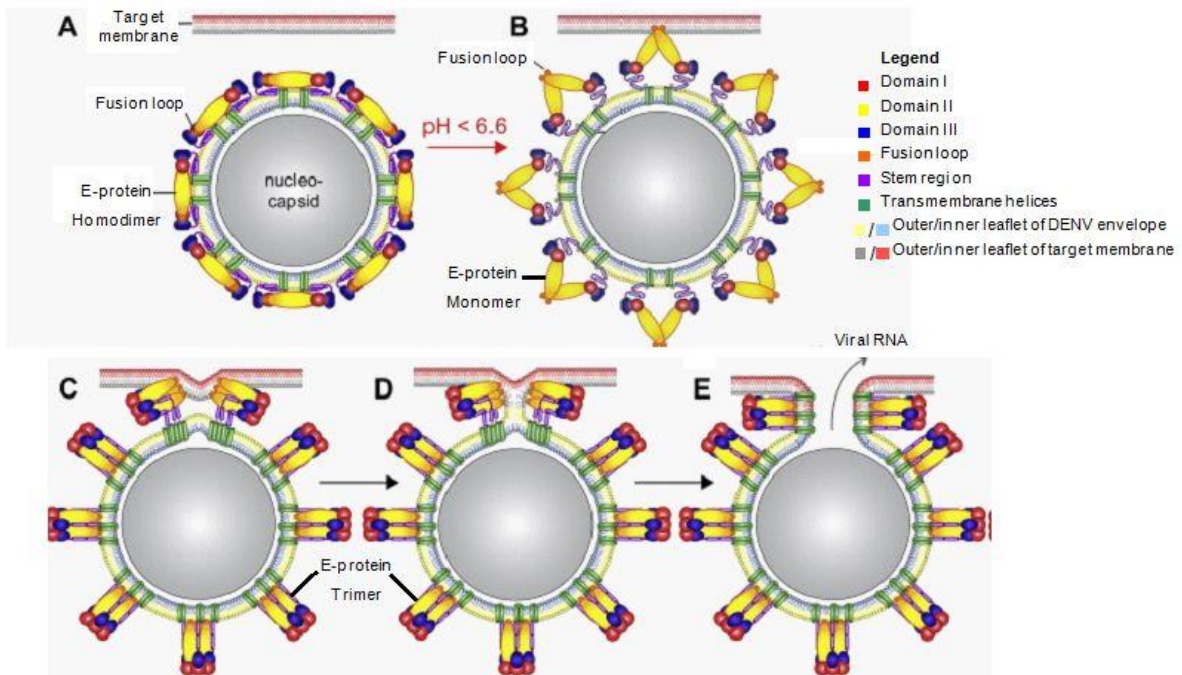 A
Target
membrane
Fusion loop
E-protein
Homodimer
nucleo-
capsid
pH < 6.6
B
Fusion loop
E-protein
Monomer
Legend
Domain I
Domain II
Domain III
Fusion loop
Stem region
Transmembrane helices
/ Outer/inner leaflet of DENV envelope
/ Outer/inner leaflet of target membrane
C
D
E
Viral RNA
E-protein
Trimer